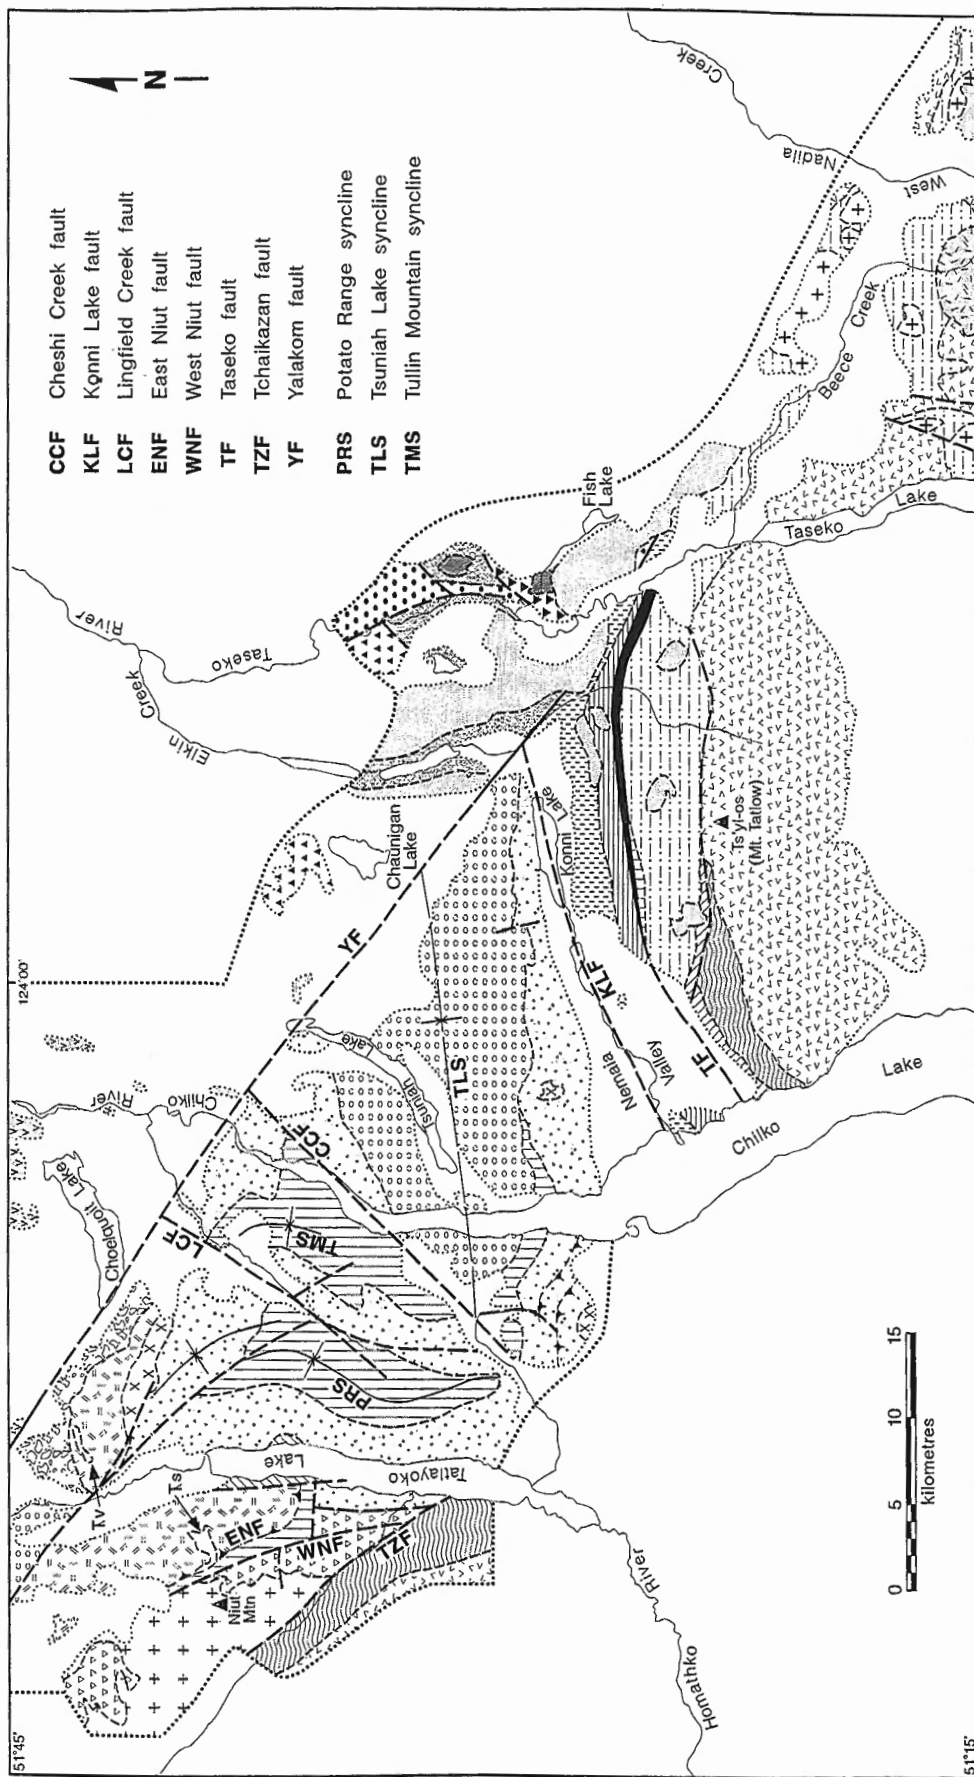 51°45'
124°00'
N
CCF Cheshi Creek fault
KLF Konni Lake fault
LCF Lingfield Creek fault
ENF East Niut fault
WNF West Niut fault
TF Taseko fault
TZF Tchaikazan fault
YF Yalakom fault
PRS Potato Range syncline
TLS Tsuniah Lake syncline
TMS Tullin Mountain syncline
Choelquoit Lake
Chilko River
Elkin Creek
Taseko River
YF
Chaunigan
Lake
Tv
Ts
LCF
CCF
TMS
Tsuniah Lake
TLS
PRS
ENF
WNF
TZF
Niut
Mtn
Tatlayoko Lake
Homathko River
Nemaia
Valley
KLF
Konni Lake
TF
Chilko Lake
Ts'yl-os
(Mt. Tatlow)
Fish
Lake
Taseko Lake
Beece Creek
Nadila Creek
West
0 5 10 15
kilometres
51°15'